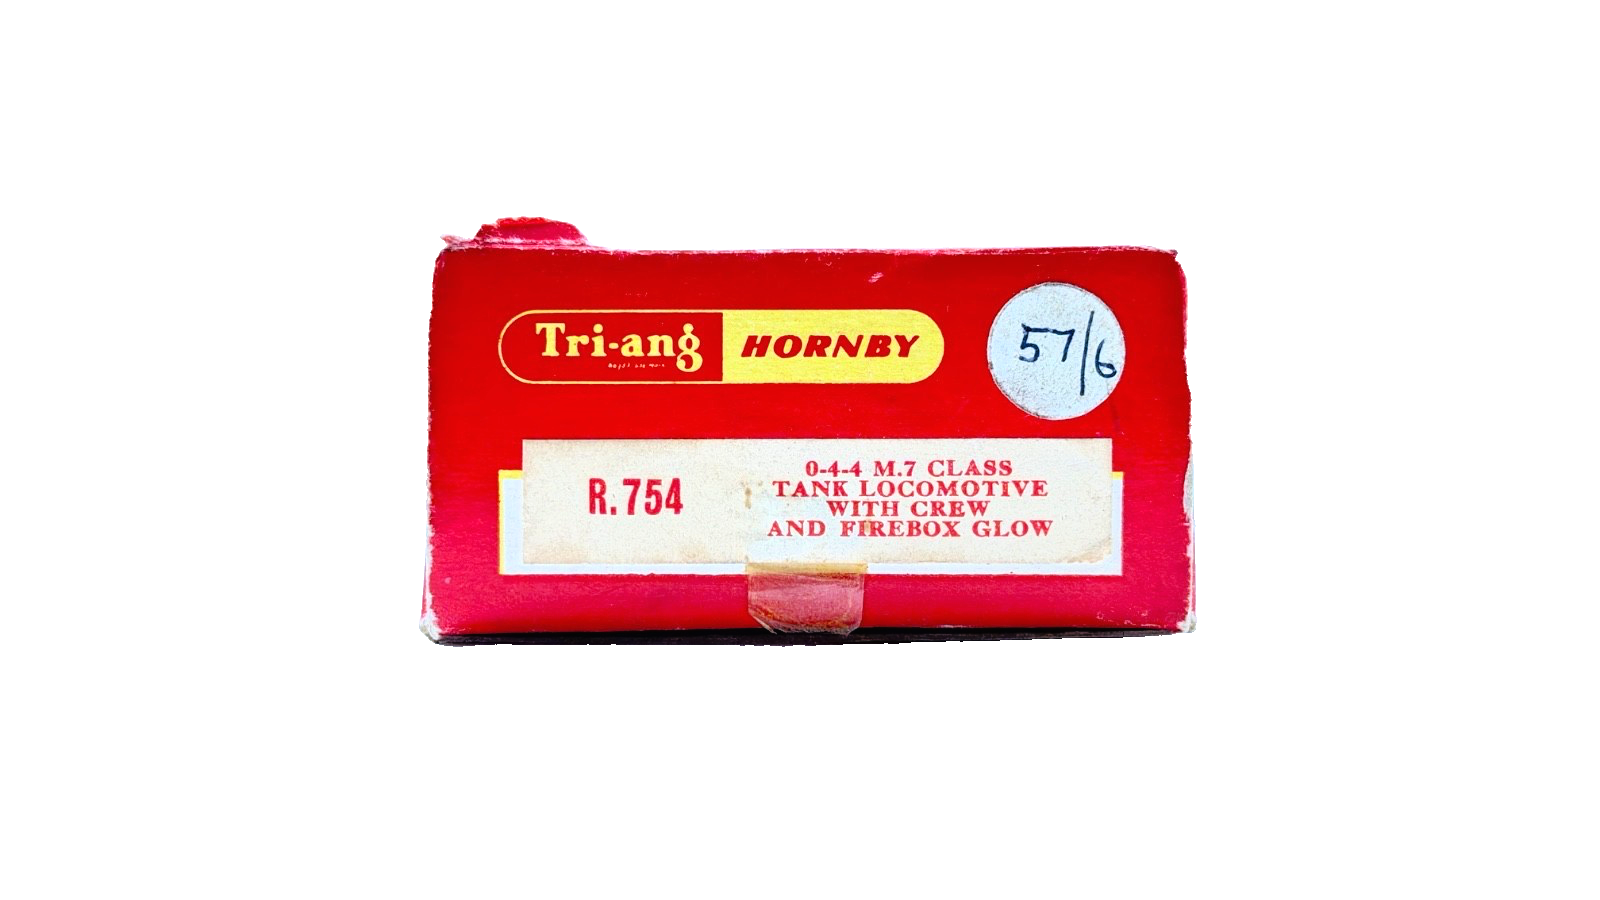 Tri-ang HORNBY
57/6
R.754
0-4-4 M.7 CLASS
TANK LOCOMOTIVE
WITH CREW
AND FIREBOX GLOW